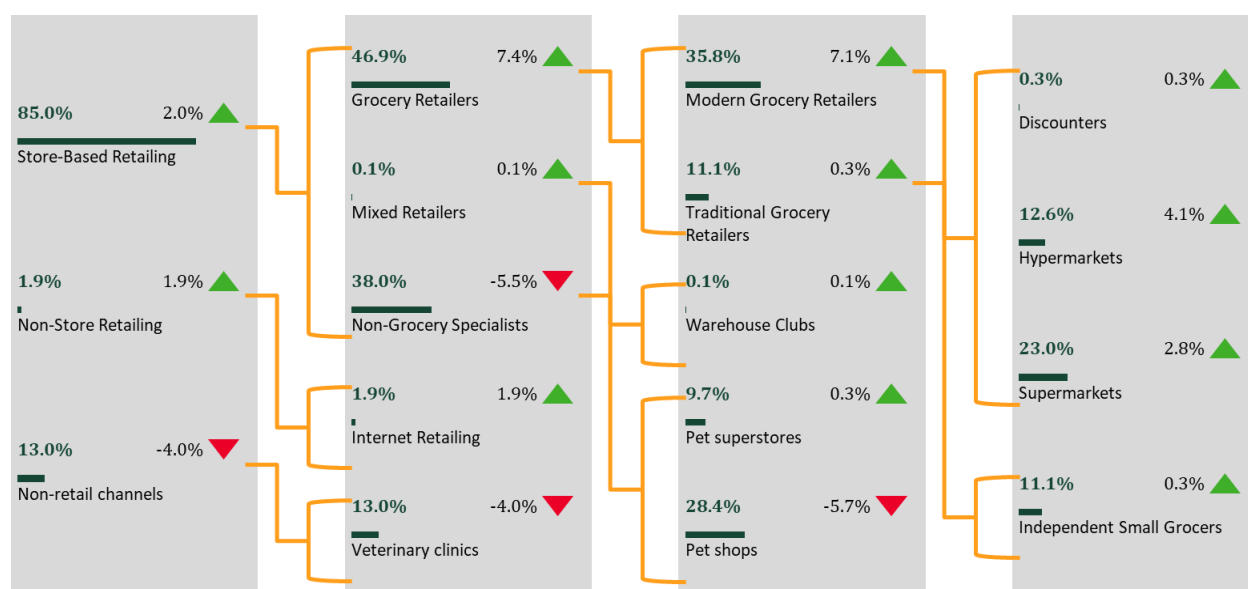 85.0% 2.0%
Store-Based Retailing
1.9% 1.9%
Non-Store Retailing
13.0% -4.0%
Non-retail channels
46.9% 7.4%
Grocery Retailers
0.1% 0.1%
Mixed Retailers
38.0% -5.5%
Non-Grocery Specialists
1.9% 1.9%
Internet Retailing
13.0% -4.0%
Veterinary clinics
35.8% 7.1%
Modern Grocery Retailers
11.1% 0.3%
Traditional Grocery
Retailers
0.1% 0.1%
Warehouse Clubs
9.7% 0.3%
Pet superstores
28.4% -5.7%
Pet shops
0.3% 0.3%
Discounters
12.6% 4.1%
Hypermarkets
23.0% 2.8%
Supermarkets
11.1% 0.3%
Independent Small Grocers